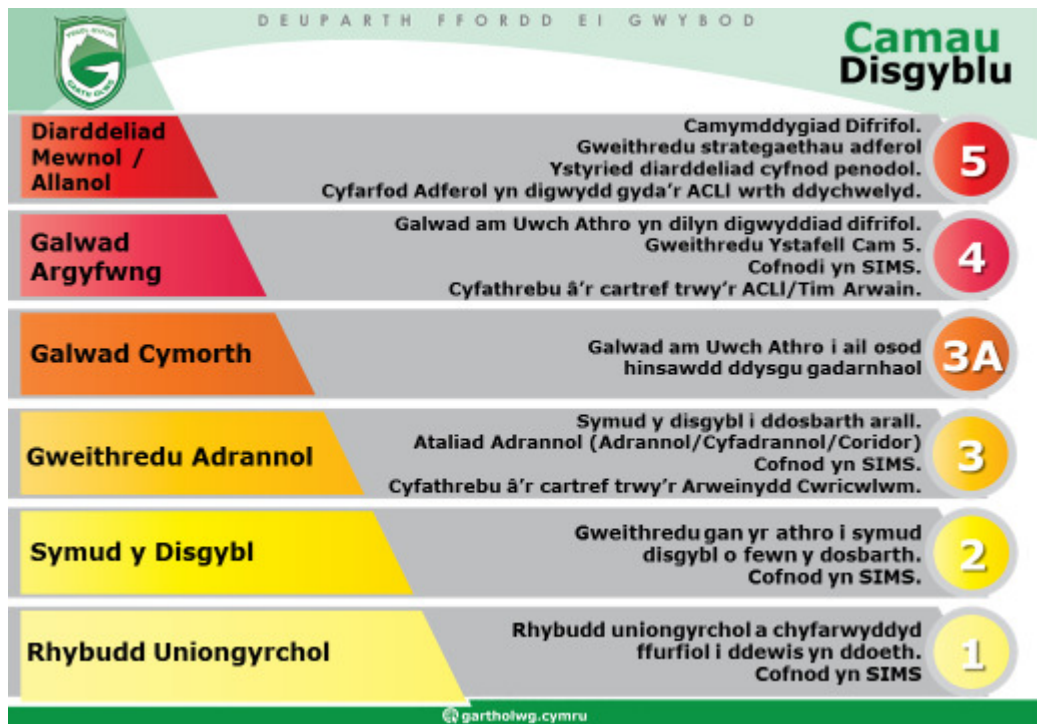 DEUPARTH FFORDD EI GWYBOD
YSGOL GYFUN
GARTH OLWG
Camau
Disgyblu
Diarddeliad
Mewnol /
Allanol
Camymddygiad Difrifol.
Gweithredu strategaethau adferol
Ystyried diarddeliad cyfnod penodol.
Cyfarfod Adferol yn digwydd gyda'r ACLl wrth ddychwelyd.
5
Galwad
Argyfwng
Galwad am Uwch Athro yn dilyn digwyddiad difrifol.
Gweithredu Ystafell Cam 5.
Cofnodi yn SIMS.
Cyfathrebu â'r cartref trwy'r ACLl/Tim Arwain.
4
Galwad Cymorth
Galwad am Uwch Athro i ail osod
hinsawdd ddysgu gadarnhaol
3A
Gweithredu Adrannol
Symud y disgybl i ddosbarth arall.
Ataliad Adrannol (Adrannol/Cyfadrannol/Coridor)
Cofnod yn SIMS.
Cyfathrebu â'r cartref trwy'r Arweinydd Cwricwlwm.
3
Symud y Disgybl
Gweithredu gan yr athro i symud
disgybl o fewn y dosbarth.
Cofnod yn SIMS.
2
Rhybudd Uniongyrchol
Rhybudd uniongyrchol a chyfarwyddyd
ffurfiol i ddewis yn ddoeth.
Cofnod yn SIMS
1
gartholwg.cymru